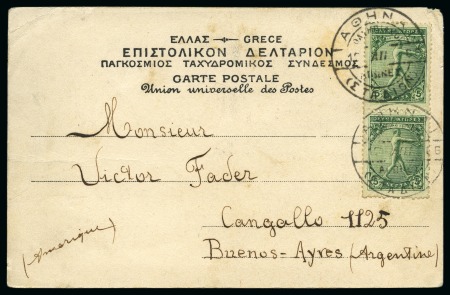 ΕΛΛΑΣ GRECE
ΕΠΙΣΤΟΛΙΚΟΝ ΔΕΛΤΑΡΙΟΝ
ΠΑΓΚΟΣΜΙΟΣ ΤΑΧΥΔΡΟΜΙΚΟΣ ΣΥΝΔΕΣΜΟΣ
CARTE POSTALE
Union universelle des Postes
ΑΘΗΝΑ
Monsieur
Victor Fader
Cangallo 1125
Buenos-Ayres (Argentine)
(Amerique)